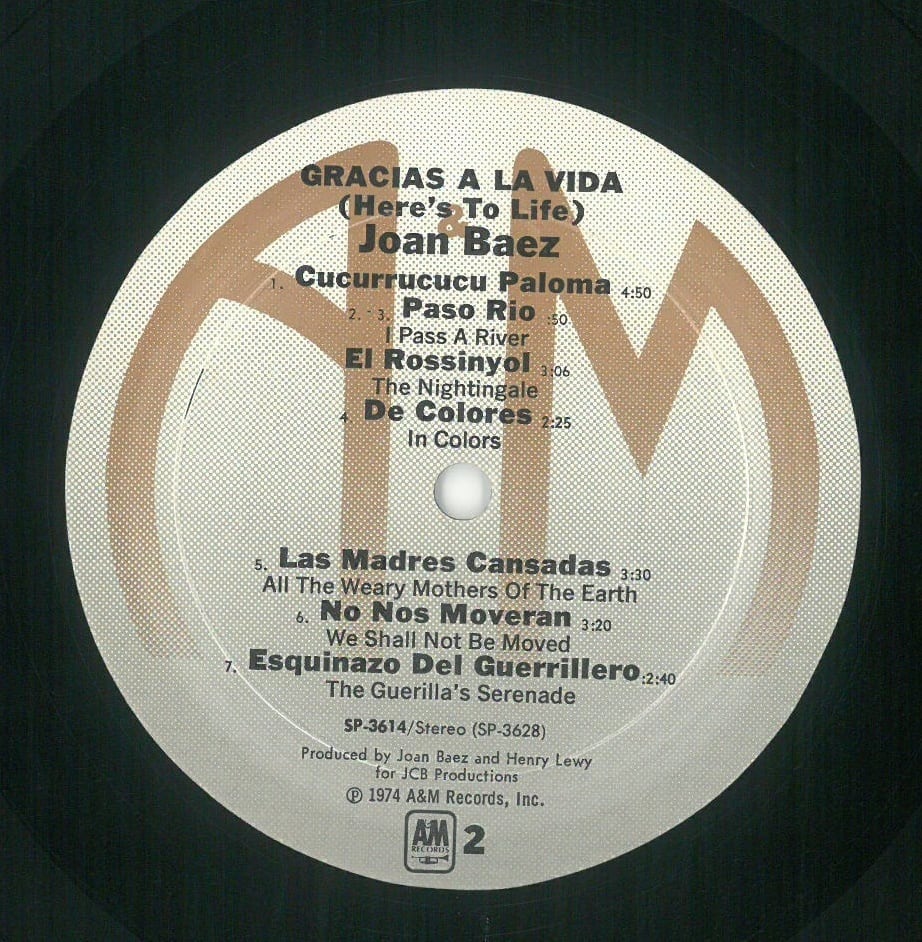 GRACIAS A LA VIDA
(Here's To Life)
&
Joan Baez
1. Cucurrucucu Paloma 4:50
2. - 3. Paso Rio :50
I Pass A River
El Rossinyol 3:06
The Nightingale
4. De Colores 2:25
In Colors
5. Las Madres Cansadas 3:30
All The Weary Mothers Of The Earth
6. No Nos Moveran 3:20
We Shall Not Be Moved
7. Esquinazo Del Guerrillero.:2:40
The Guerilla's Serenade
SP-3614/Stereo (SP-3628)
Produced by Joan Baez and Henry Lewy
for JCB Productions
℗ 1974 A&M Records, Inc.
A&M RECORDS 2